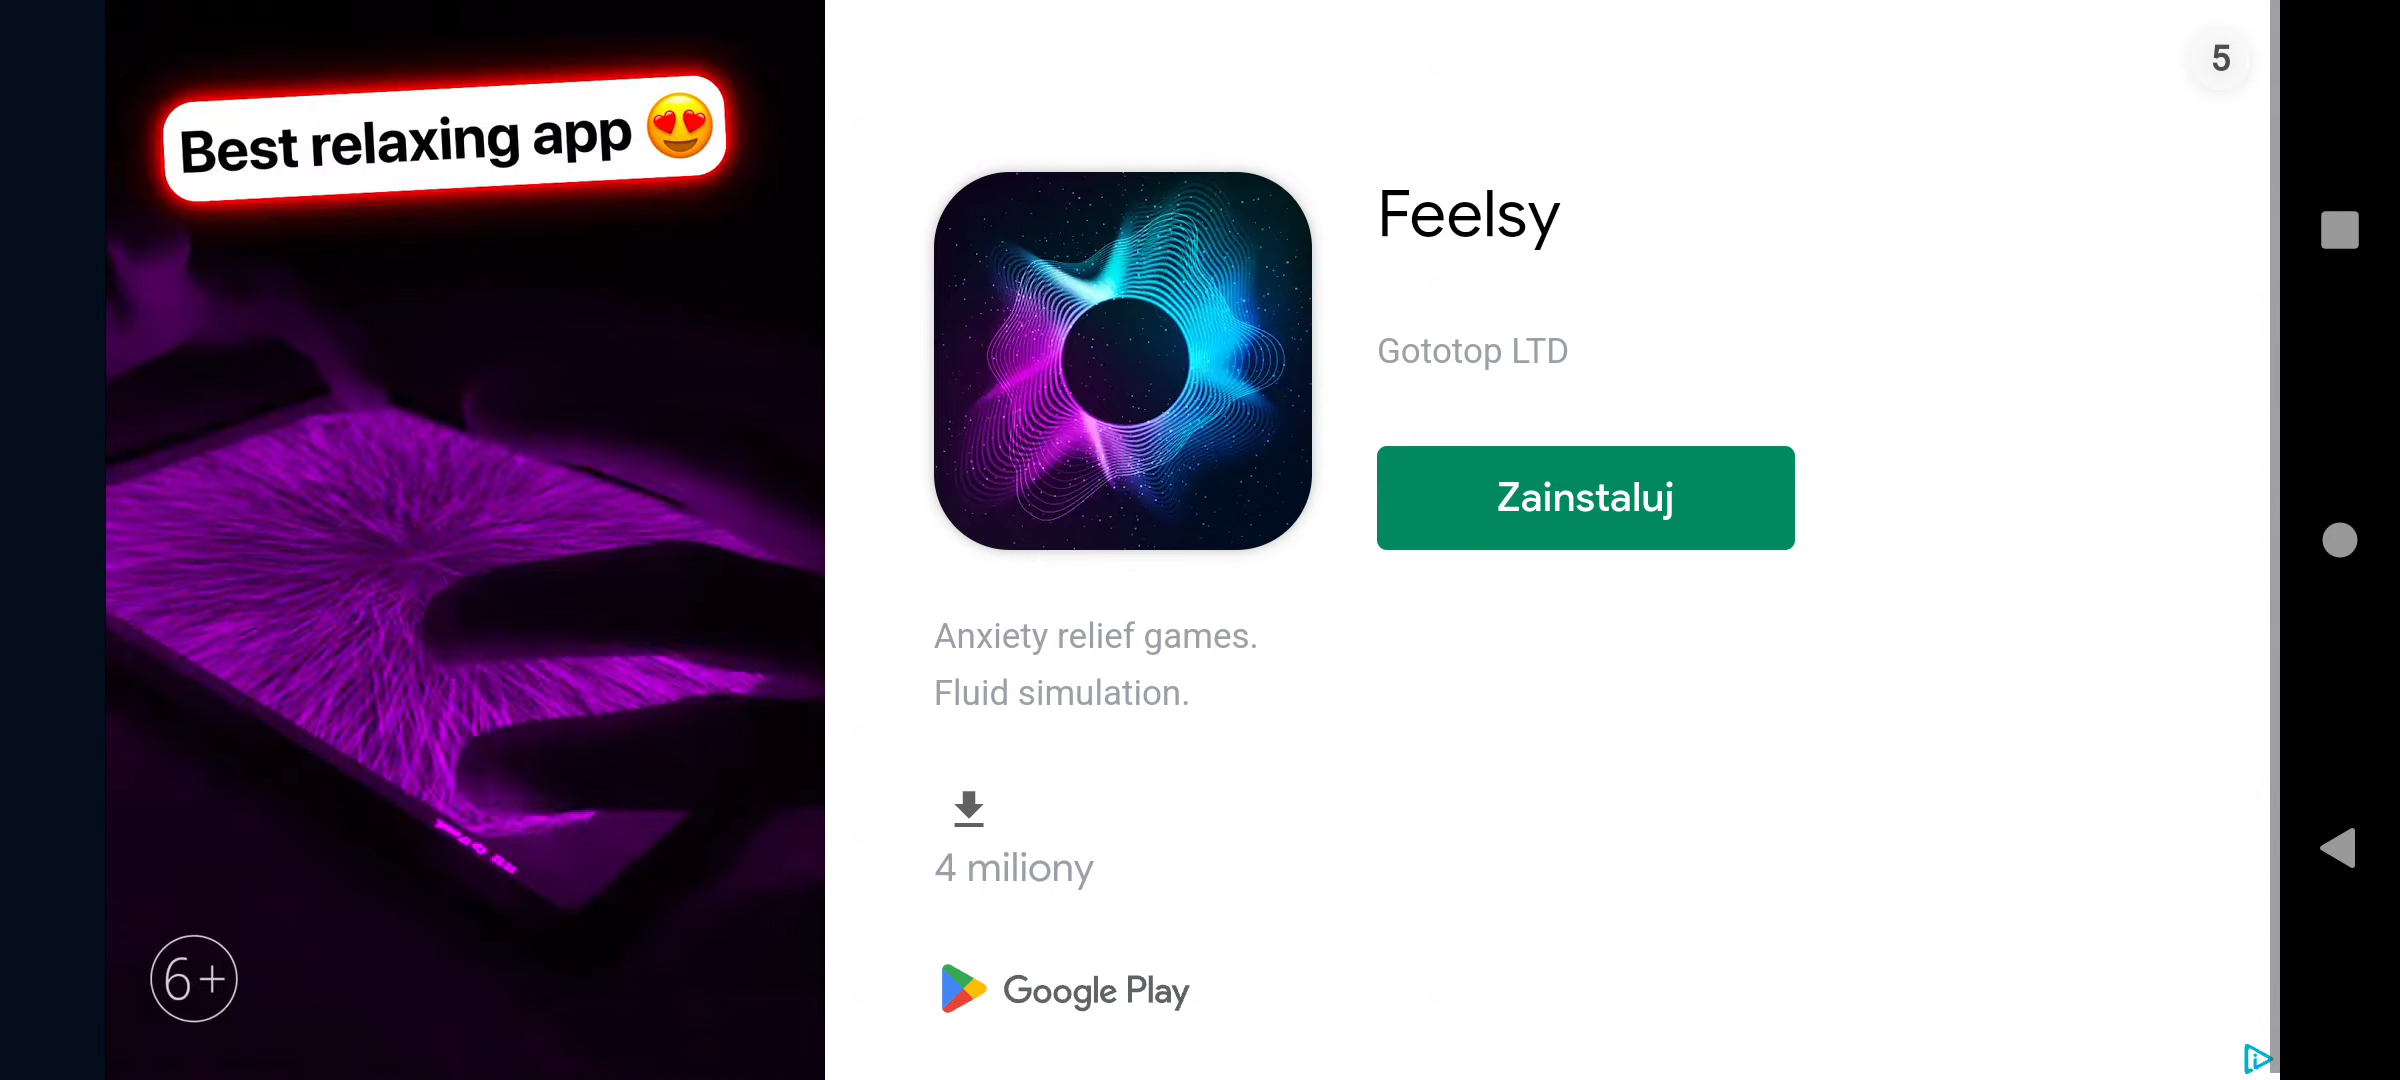 Best relaxing app 😍
6+
5
Feelsy
Gototop LTD
Zainstaluj
Anxiety relief games.
Fluid simulation.
4 miliony
Google Play